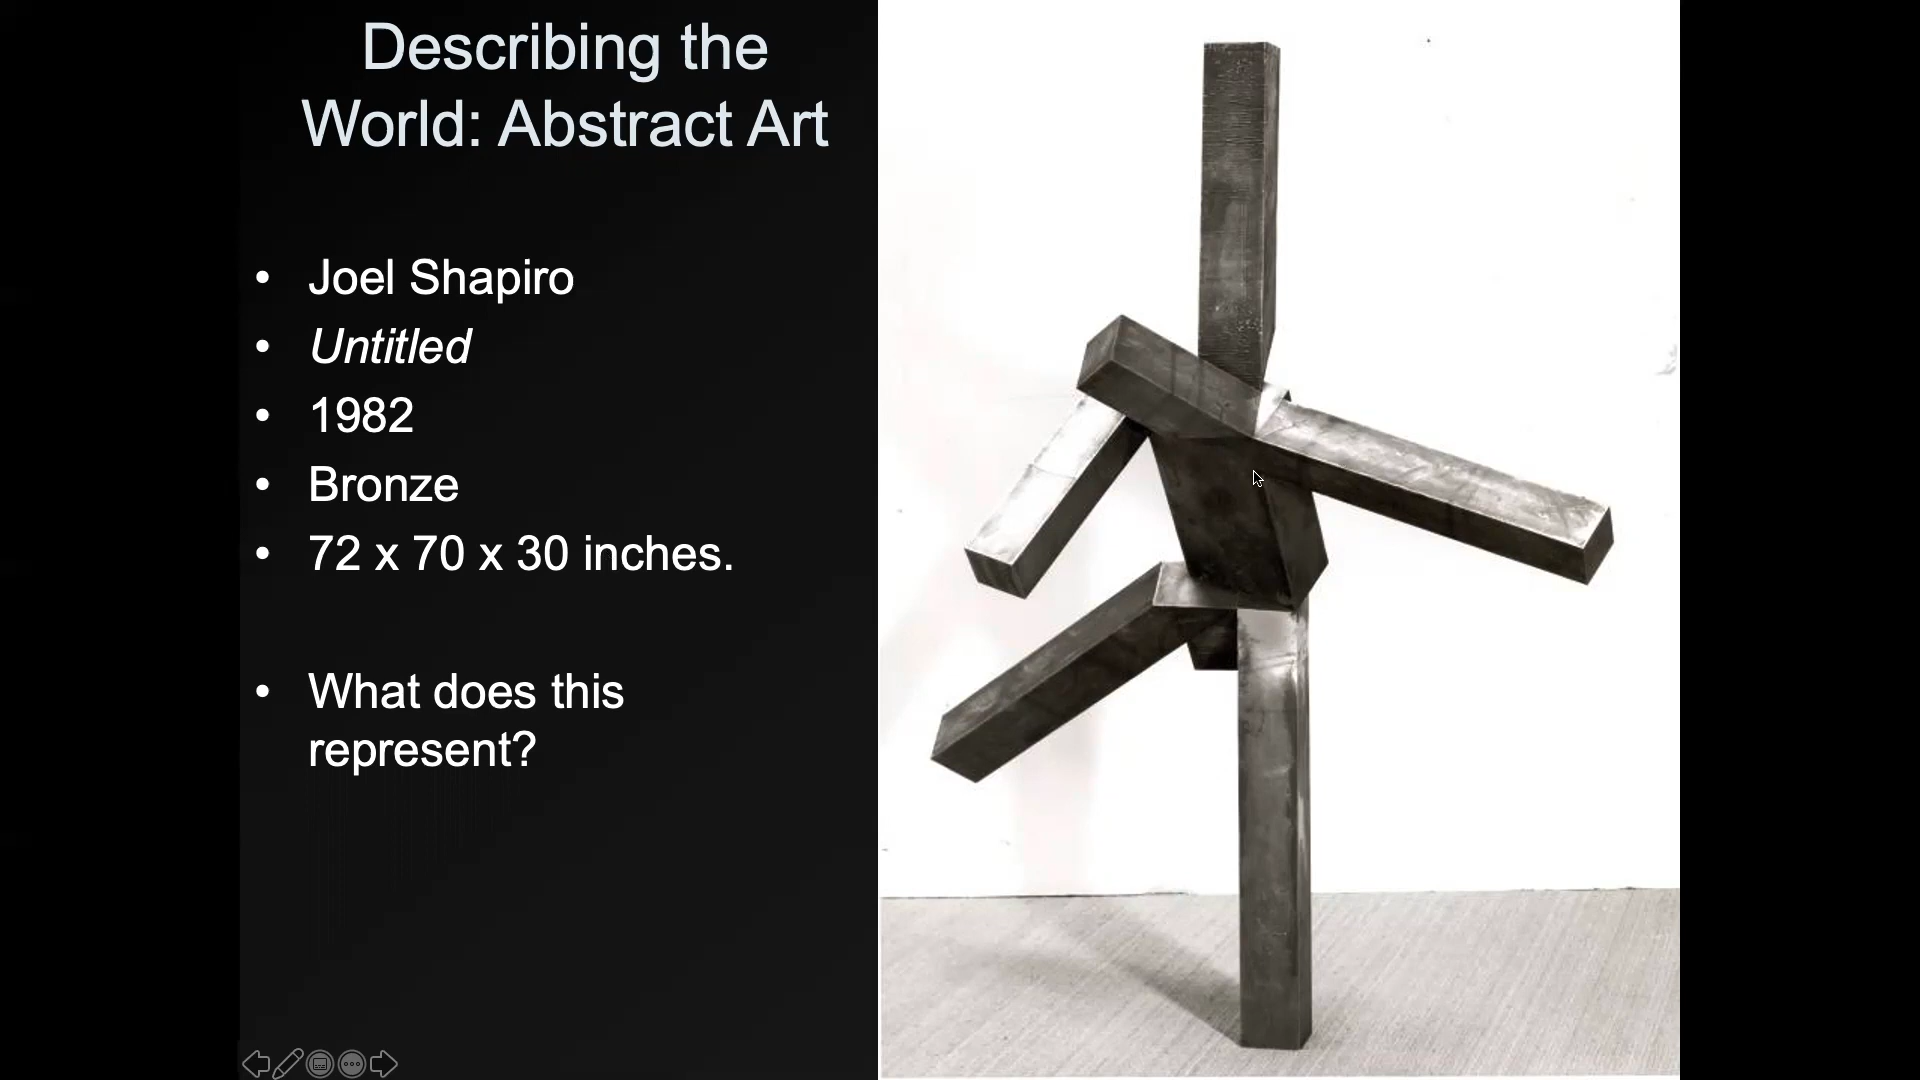 Describing the
World: Abstract Art
• Joel Shapiro
• Untitled
• 1982
• Bronze
• 72 x 70 x 30 inches.
• What does this
represent?